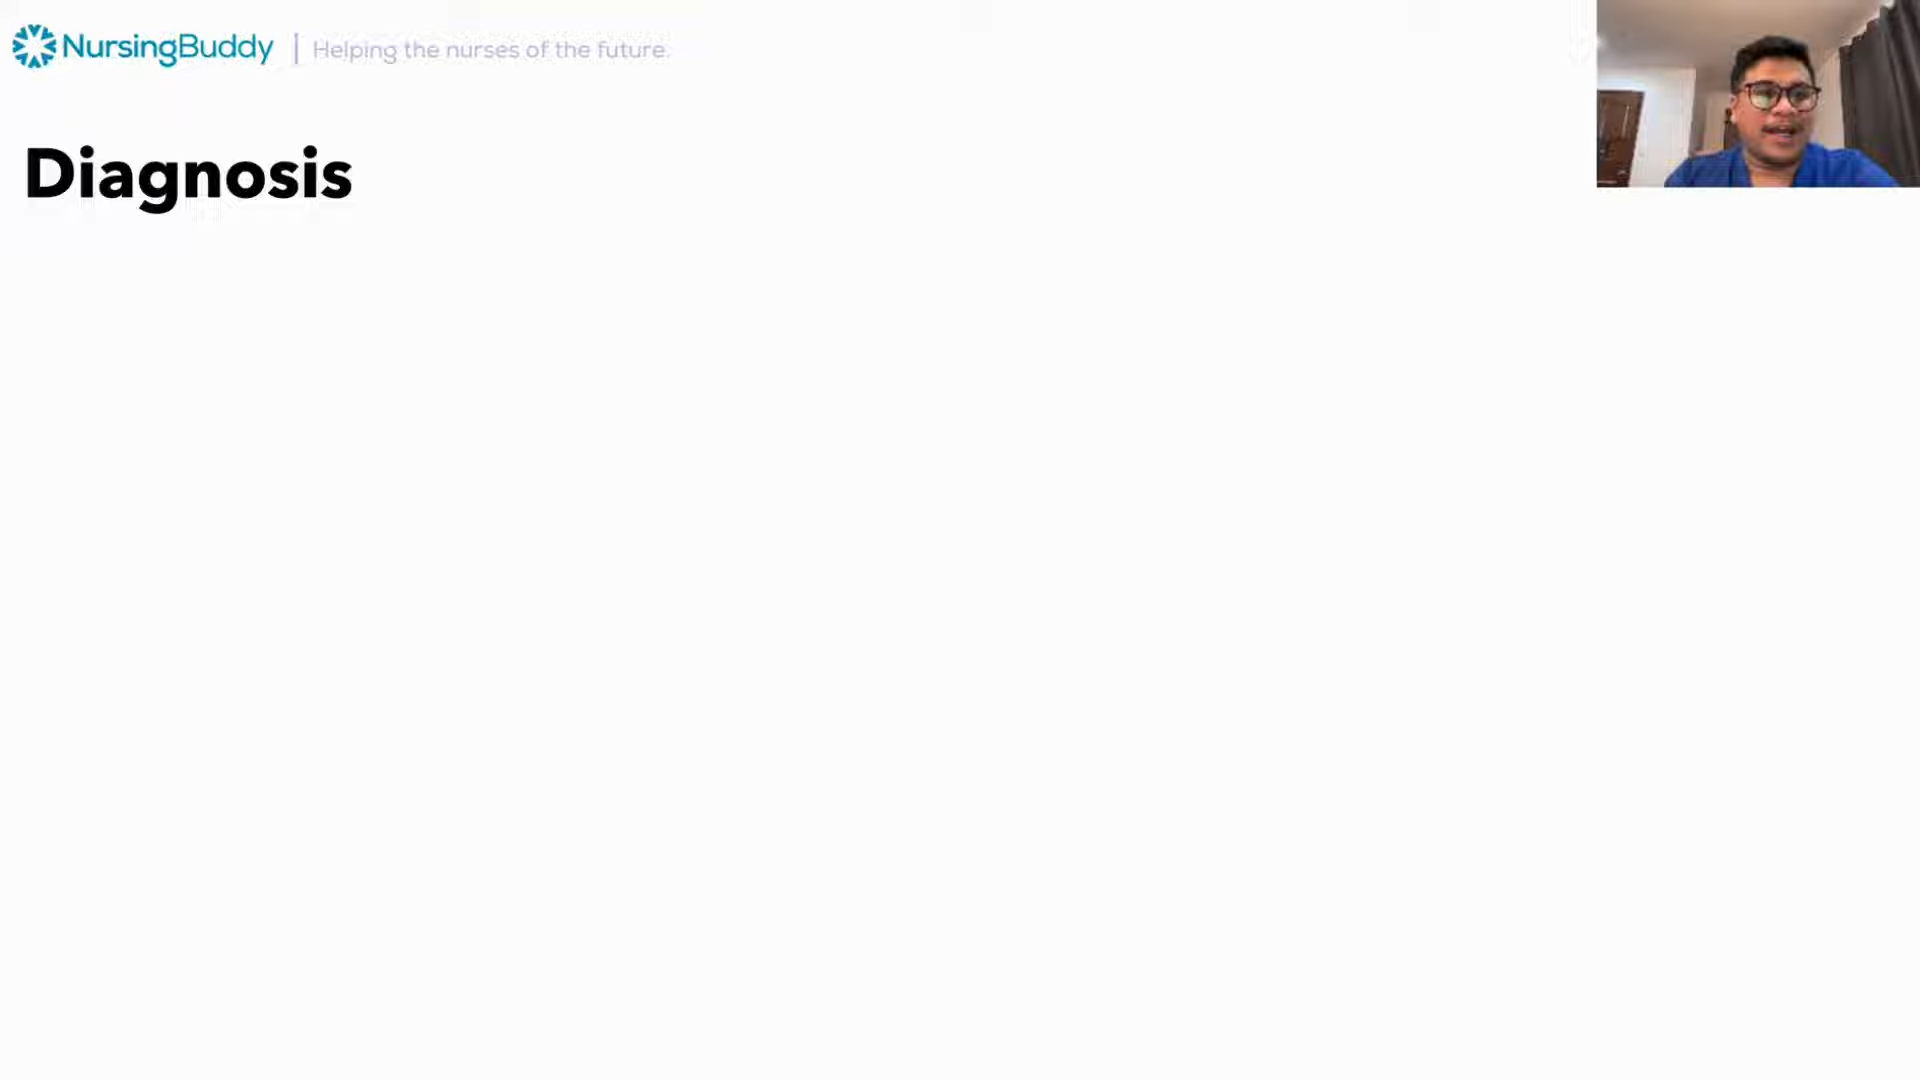 NursingBuddy | Helping the nurses of the future.
Diagnosis